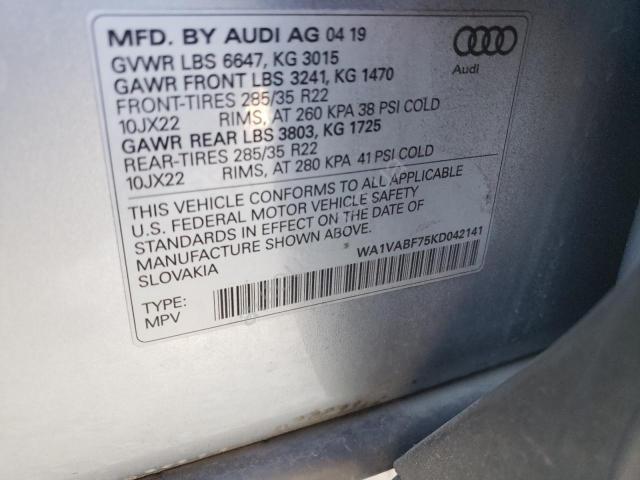 MFD. BY AUDI AG 04 19
GVWR LBS 6647, KG 3015
GAWR FRONT LBS 3241, KG 1470
FRONT-TIRES 285/35 R22
10JX22 RIMS, AT 260 KPA 38 PSI COLD
GAWR REAR LBS 3803, KG 1725
REAR-TIRES 285/35 R22
10JX22 RIMS, AT 280 KPA 41 PSI COLD
Audi
THIS VEHICLE CONFORMS TO ALL APPLICABLE
U.S. FEDERAL MOTOR VEHICLE SAFETY
STANDARDS IN EFFECT ON THE DATE OF
MANUFACTURE SHOWN ABOVE.
SLOVAKIA
WA1VABF75KD042141
TYPE:
MPV